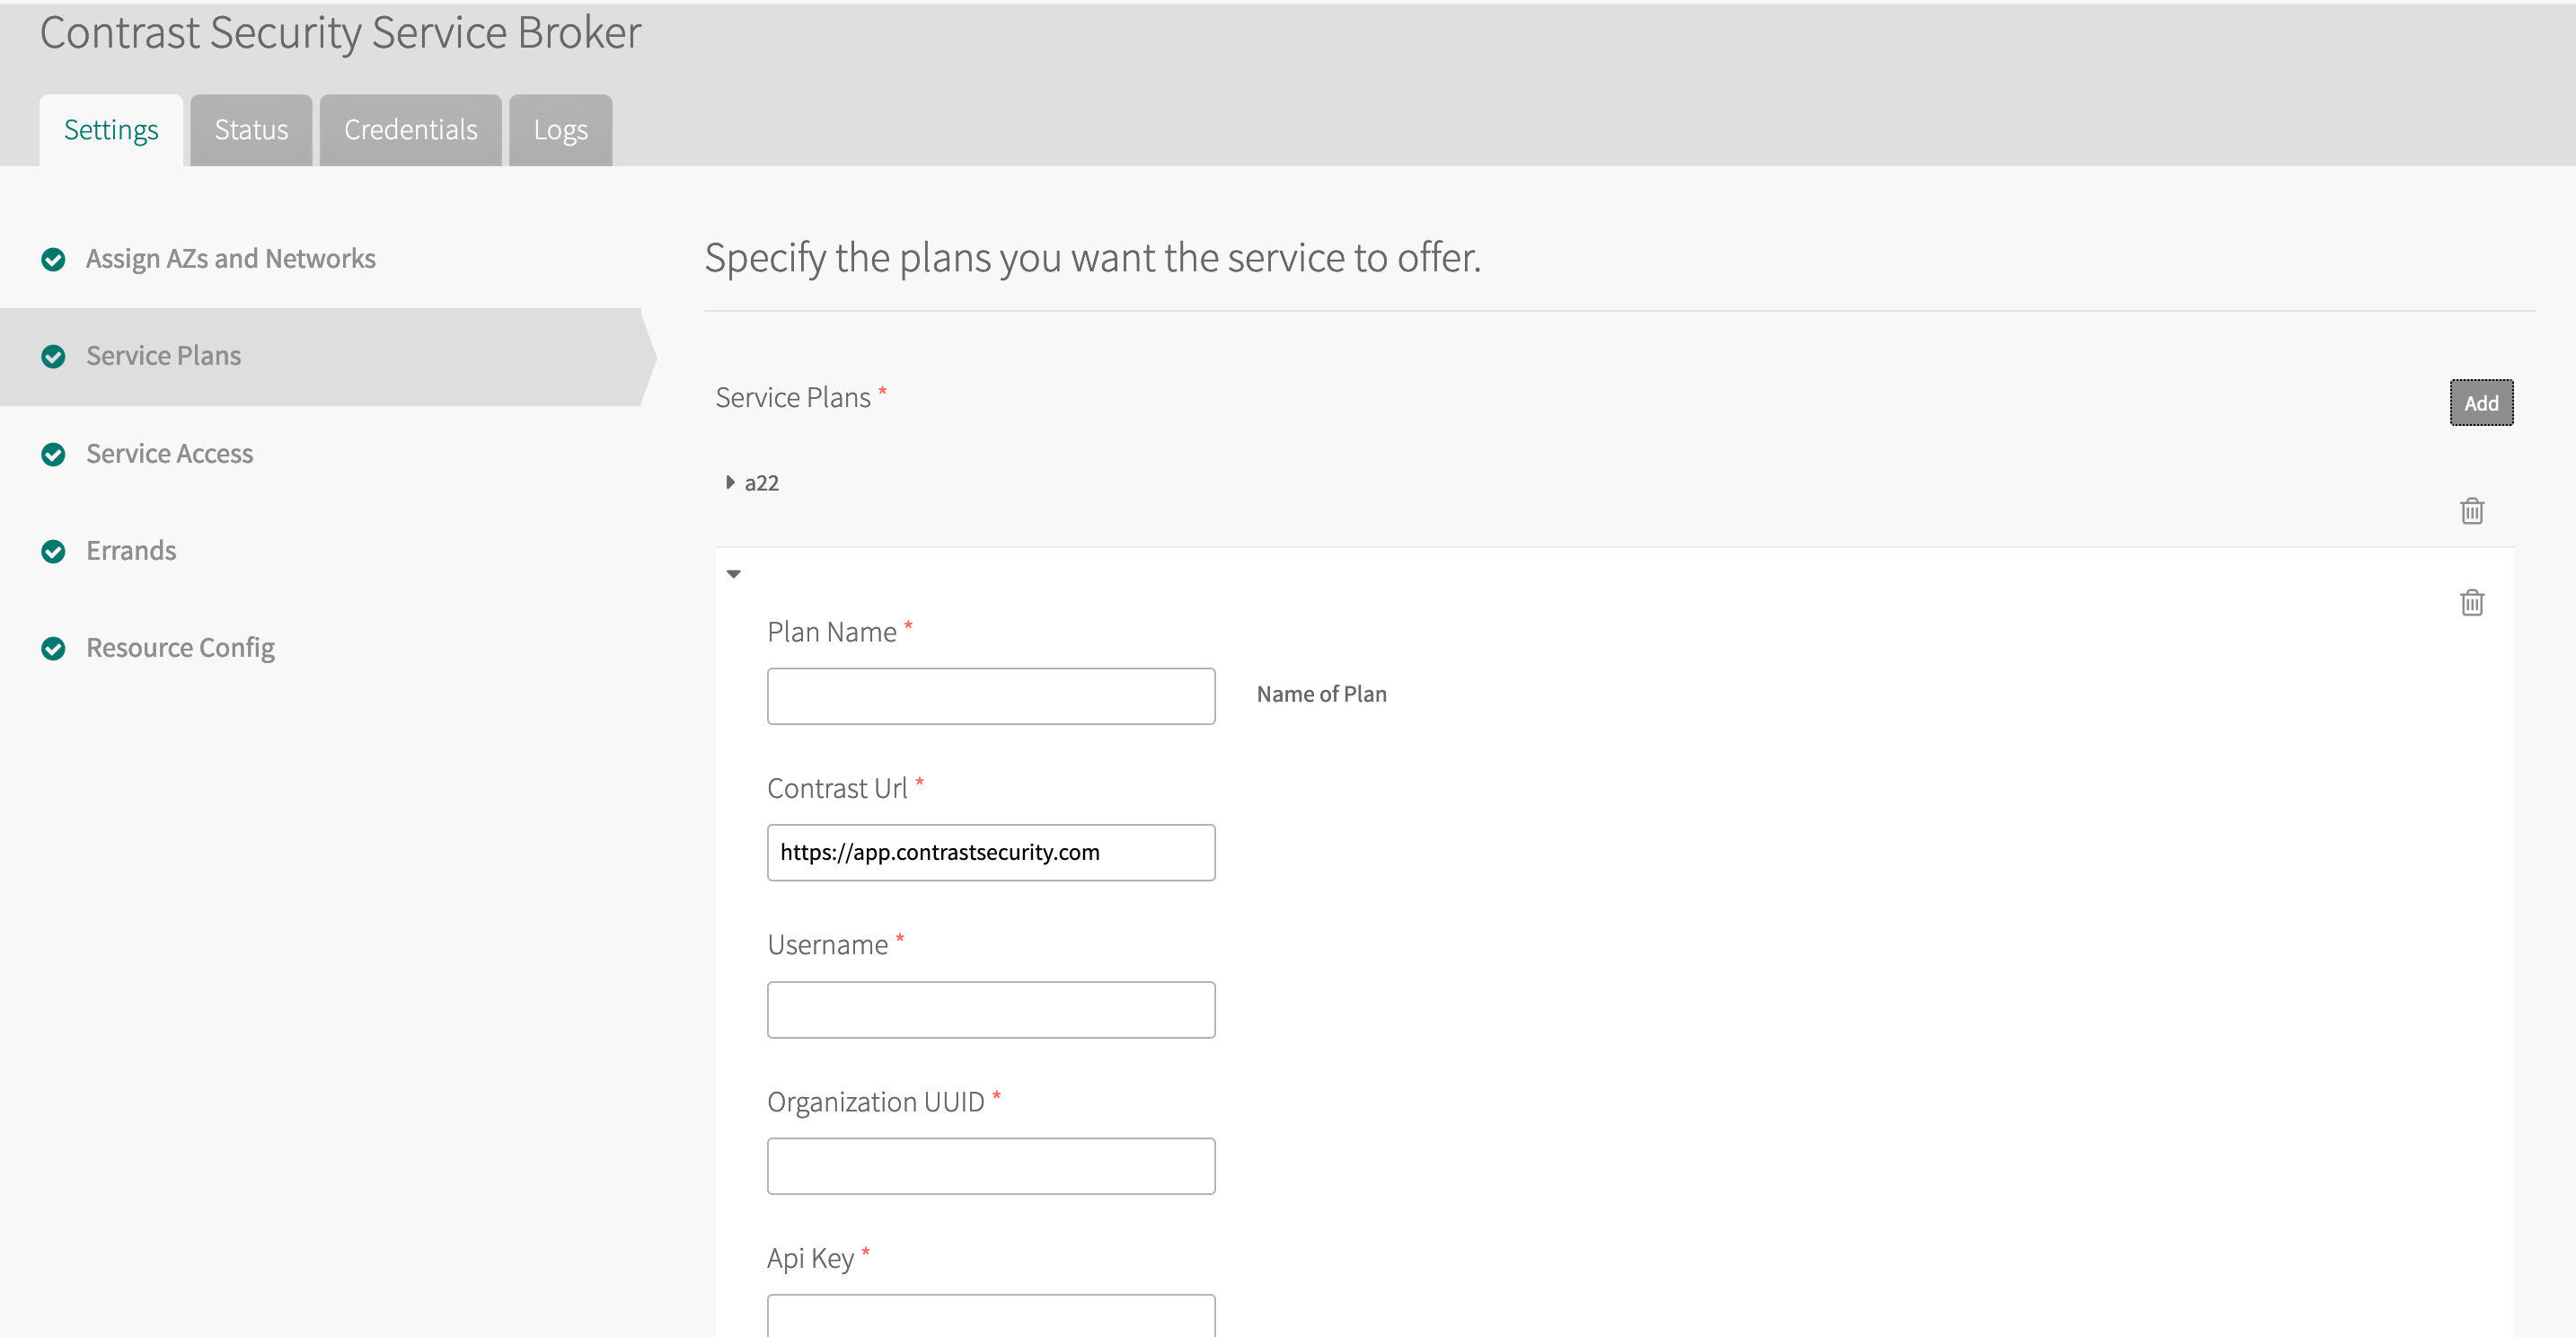 Contrast Security Service Broker
Settings
Status
Credentials
Logs
Assign AZs and Networks
Service Plans
Service Access
Errands
Resource Config
Specify the plans you want the service to offer.
Service Plans *
Add
a22
Plan Name *
Name of Plan
Contrast Url *
https://app.contrastsecurity.com
Username *
Organization UUID *
Api Key *